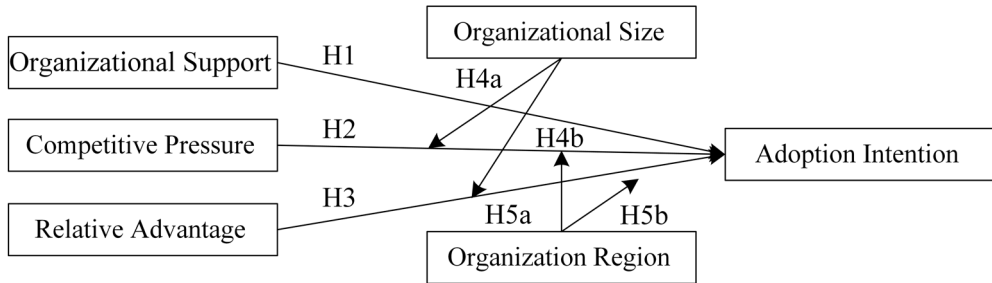 Organizational Size
Organizational Support
H1
H4a
Competitive Pressure
H2
H4b
Adoption Intention
Relative Advantage
H3
H5a
H5b
Organization Region